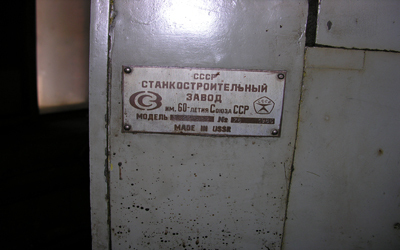 СССР
СТАНКОСТРОИТЕЛЬНЫЙ
ЗАВОД
ИМ. 60-ЛЕТИЯ СОЮЗА ССР
МОДЕЛЬ №
MADE IN USSR